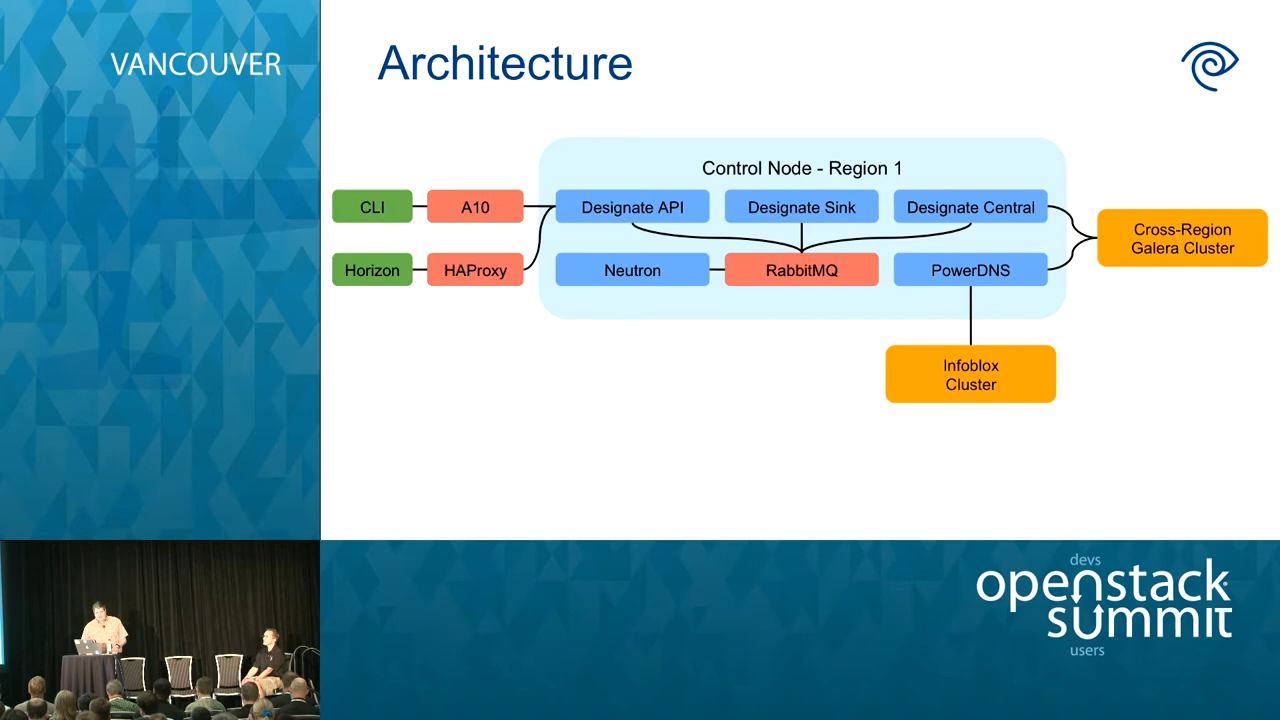 VANCOUVER
Architecture
Control Node - Region 1
CLI
A10
Designate API
Designate Sink
Designate Central
Cross-Region
Galera Cluster
Horizon
HAProxy
Neutron
RabbitMQ
PowerDNS
Infoblox
Cluster
devs
openstack
summit
users